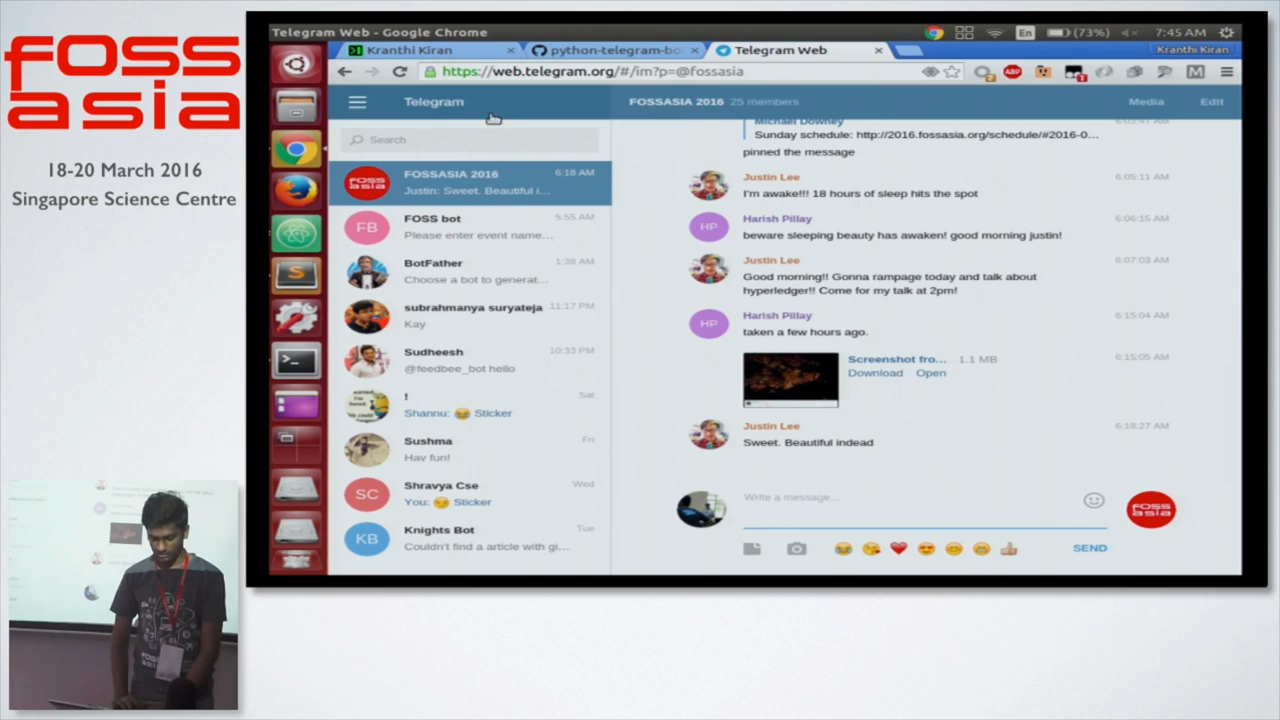 FOSS
ASIA
18-20 March 2016
Singapore Science Centre
Telegram Web - Google Chrome
En
(73%)
7:45 AM
Kranthi Kiran
python-telegram-bo
Telegram Web
Kranthi Kiran
https://web.telegram.org/#/im?p=@fossasia
ABP
Telegram
FOSSASIA 2016 25 members
Media
Edit
Search
FOSSASIA 2016 6:18 AM
Justin: Sweet. Beautiful i...
FB
FOSS bot 5:55 AM
Please enter event name...
BotFather 1:38 AM
Choose a bot to generat...
subrahmanya suryateja 11:17 PM
Kay
Sudheesh 10:33 PM
@feedbee_bot hello
! Sat
Shannu: 😂 Sticker
Sushma Fri
Hav fun!
SC
Shravya Cse Wed
You: 😏 Sticker
KB
Knights Bot Tue
Couldn't find a article with gi...
Michael Downey
Sunday schedule: http://2016.fossasia.org/schedule/#2016-0...
pinned the message
Justin Lee 6:05:11 AM
I'm awake!!! 18 hours of sleep hits the spot
HP
Harish Pillay 6:06:15 AM
beware sleeping beauty has awaken! good morning justin!
Justin Lee 6:07:03 AM
Good morning!! Gonna rampage today and talk about
hyperledger!! Come for my talk at 2pm!
HP
Harish Pillay 6:15:04 AM
taken a few hours ago.
Screenshot fro... 1.1 MB 6:15:05 AM
Download Open
Justin Lee 6:18:27 AM
Sweet. Beautiful indead
Write a message...
FOSS
ASIA
SEND